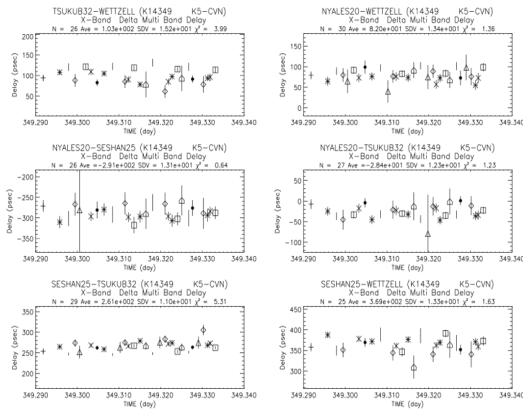 TSUKUB32-WETTZELL (K14349 K5-CVN)
X-Band Delta Multi Band Delay
N = 26 Ave = 1.03e+002 SDV = 1.52e+001 χ² = 3.99
200
150
100
50
Delay (psec)
349.290 349.300 349.310 349.320 349.330 349.340
TIME (day)
NYALES20-WETTZELL (K14349 K5-CVN)
X-Band Delta Multi Band Delay
N = 30 Ave = 8.20e+001 SDV = 1.34e+001 χ² = 1.36
150
100
50
0
Delay (psec)
349.290 349.300 349.310 349.320 349.330 349.340
TIME (day)
NYALES20-SESHAN25 (K14349 K5-CVN)
X-Band Delta Multi Band Delay
N = 26 Ave =-2.91e+002 SDV = 1.31e+001 χ² = 0.64
-200
-250
-300
-350
Delay (psec)
349.290 349.300 349.310 349.320 349.330 349.340
TIME (day)
NYALES20-TSUKUB32 (K14349 K5-CVN)
X-Band Delta Multi Band Delay
N = 27 Ave =-2.84e+001 SDV = 1.23e+001 χ² = 1.23
50
0
-50
-100
Delay (psec)
349.290 349.300 349.310 349.320 349.330 349.340
TIME (day)
SESHAN25-TSUKUB32 (K14349 K5-CVN)
X-Band Delta Multi Band Delay
N = 29 Ave = 2.61e+002 SDV = 1.10e+001 χ² = 5.31
350
300
250
200
Delay (psec)
349.290 349.300 349.310 349.320 349.330 349.340
TIME (day)
SESHAN25-WETTZELL (K14349 K5-CVN)
X-Band Delta Multi Band Delay
N = 25 Ave = 3.69e+002 SDV = 1.33e+001 χ² = 1.63
450
400
350
300
Delay (psec)
349.290 349.300 349.310 349.320 349.330 349.340
TIME (day)